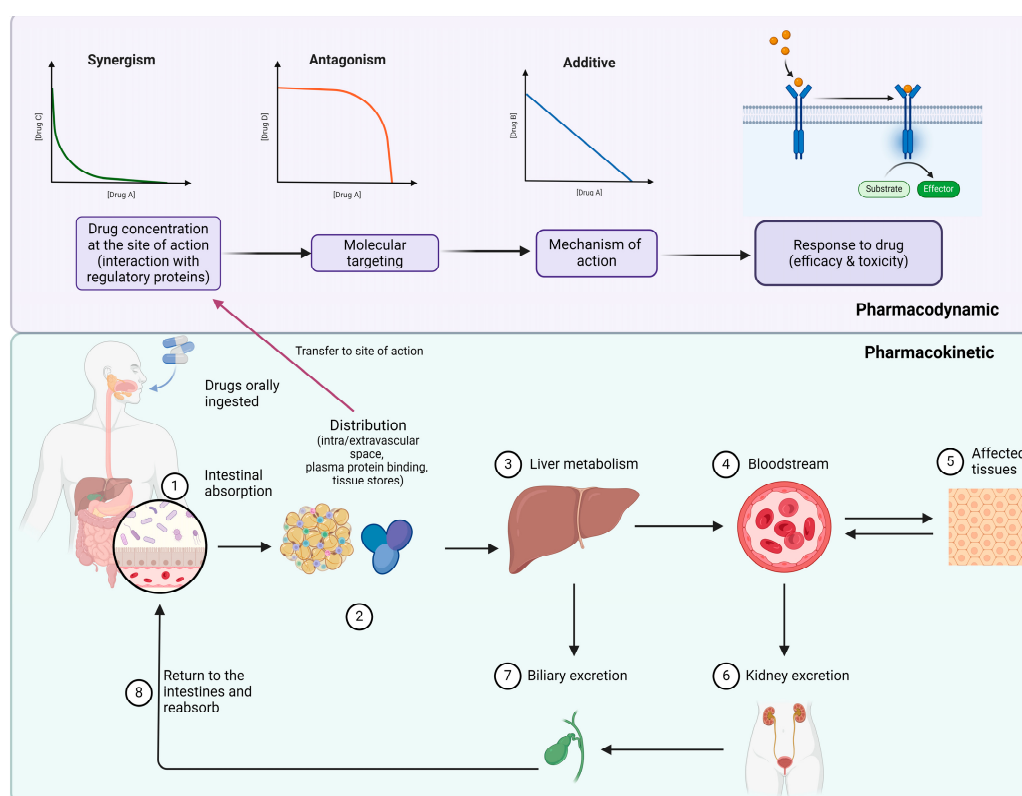 Synergism
[Drug C]
[Drug A]
Antagonism
[Drug D]
[Drug A]
Additive
[Drug B]
[Drug A]
Substrate
Effector
Drug concentration
at the site of action
(interaction with
regulatory proteins)
Molecular
targeting
Mechanism of
action
Response to drug
(efficacy & toxicity)
Pharmacodynamic
Pharmacokinetic
Transfer to site of action
Drugs orally
ingested
Distribution
(intra/extravascular
space,
plasma protein binding,
tissue stores)
1
Intestinal
absorption
2
3
Liver metabolism
4
Bloodstream
5
Affected
tissues
7
Biliary excretion
6
Kidney excretion
8
Return to the
intestines and
reabsorb